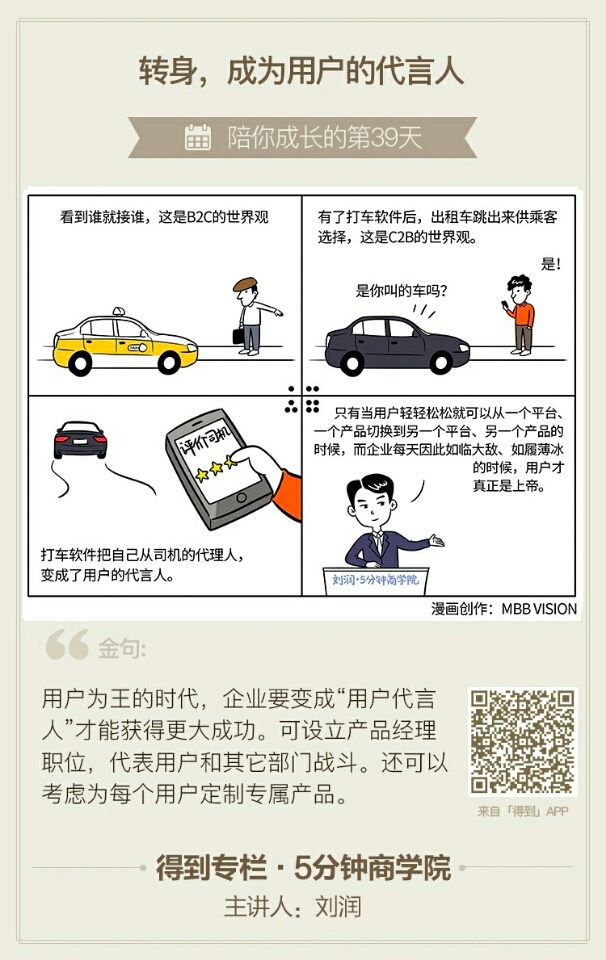 转身，成为用户的代言人
陪你成长的第39天
看到谁就接谁，这是B2C的世界观
有了打车软件后，出租车跳出来供乘客
选择，这是C2B的世界观。
是！
是你叫的车吗？
TAXI
评价司机
打车软件把自己从司机的代理人，
变成了用户的代言人。
只有当用户轻轻松松就可以从一个平台、
一个产品切换到另一个平台、另一个产品的
时候，而企业每天因此如临大敌、如履薄冰
的时候，用户才
真正是上帝。
刘润·5分钟商学院
漫画创作：MBB VISION
金句:
用户为王的时代，企业要变成“用户代言
人”才能获得更大成功。可设立产品经理
职位，代表用户和其它部门战斗。还可以
考虑为每个用户定制专属产品。
来自「得到」APP
得到专栏·5分钟商学院
主讲人：刘润